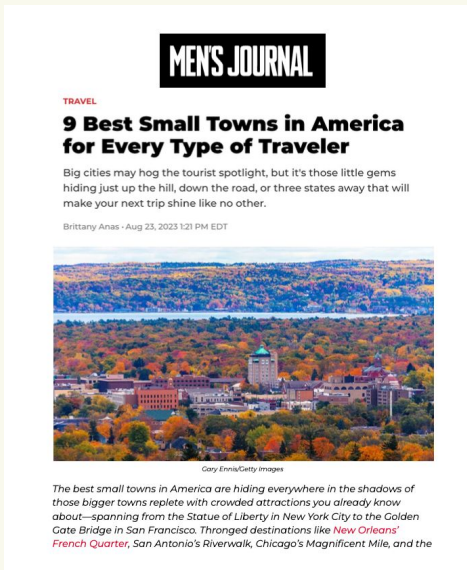 MEN'S JOURNAL
TRAVEL
9 Best Small Towns in America
for Every Type of Traveler
Big cities may hog the tourist spotlight, but it's those little gems
hiding just up the hill, down the road, or three states away that will
make your next trip shine like no other.
Brittany Anas • Aug 23, 2023 1:21 PM EDT
Gary Ennis/Getty Images
The best small towns in America are hiding everywhere in the shadows of
those bigger towns replete with crowded attractions you already know
about—spanning from the Statue of Liberty in New York City to the Golden
Gate Bridge in San Francisco. Thronged destinations like New Orleans'
French Quarter, San Antonio's Riverwalk, Chicago's Magnificent Mile, and the